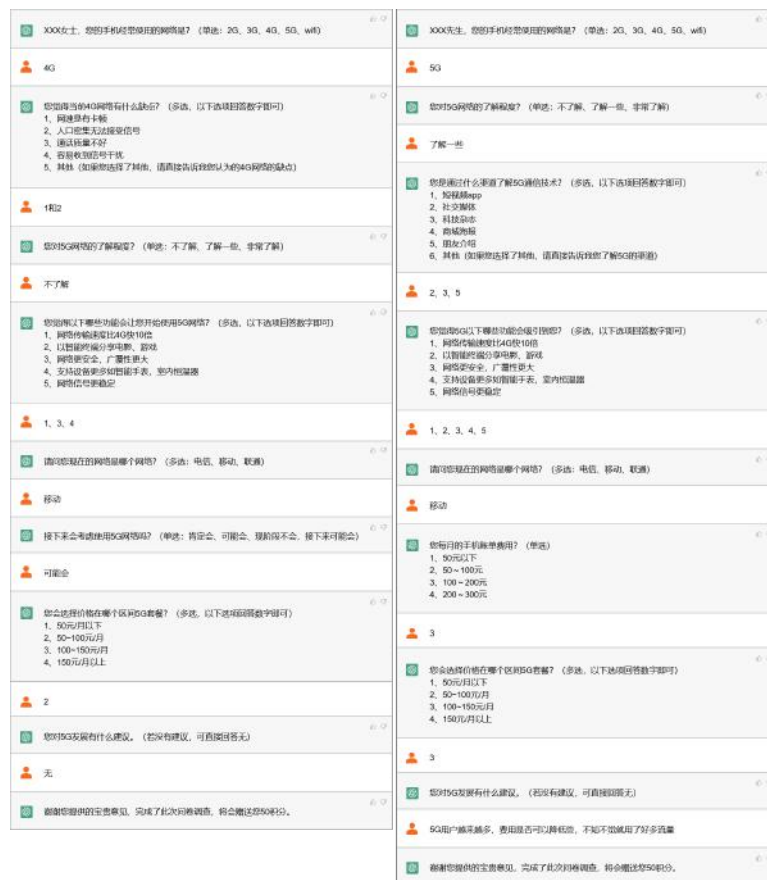 XXX女士，您的手机经常使用的网络是？（单选：2G、3G、4G、5G、wifi）
4G
您觉得当前4G网络有什么缺点？（多选，以下选项回答数字即可）
1、网速是有卡顿
2、人口密集无法接受信号
3、通话质量不好
4、容易收到信号干扰
5、其他（如果您选择了其他，请直接告诉我您认为的4G网络的缺点）
1和2
您对5G网络的了解程度？（单选：不了解、了解一些、非常了解）
不了解
您觉得以下哪些功能会让您开始使用5G网络？（多选，以下选项回答数字即可）
1、网络传输速度比4G快10倍
2、以智能终端分享电影、游戏
3、网络更安全，广覆性更大
4、支持设备更多如智能手表，室内恒温器
5、网络信号更稳定
1、3、4
请问您现在的网络是哪个网络？（多选：电信、移动、联通）
移动
接下来会考虑使用5G网络吗？（单选：肯定会、可能会、现阶段不会、接下来可能会）
可能会
您会选择价格在哪个区间5G套餐？（多选，以下选项回答数字即可）
1、50元/月以下
2、50~100元/月
3、100~150元/月
4、150元/月以上
2
您对5G发展有什么建议。（若没有建议，可直接回答无）
无
谢谢您提供的宝贵意见，完成了此次问卷调查，将会赠送您50积分。
XXX先生，您的手机经常使用的网络是？（单选：2G、3G、4G、5G、wifi）
5G
您对5G网络的了解程度？（单选：不了解、了解一些、非常了解）
了解一些
您是通过什么渠道了解5G通信技术？（多选，以下选项回答数字即可）
1、短视频app
2、社交媒体
3、科技杂志
4、商城海报
5、朋友介绍
6、其他（如果您选择了其他，请直接告诉我您了解5G的渠道）
2、3、5
您觉得5G以下哪些功能会吸引到您？（多选，以下选项回答数字即可）
1、网络传输速度比4G快10倍
2、以智能终端分享电影、游戏
3、网络更安全，广覆性更大
4、支持设备更多如智能手表，室内恒温器
5、网络信号更稳定
1、2、3、4、5
请问您现在的网络是哪个网络？（多选：电信、移动、联通）
移动
您每月的手机账单费用？（单选）
1、50元以下
2、50～100元
3、100～200元
4、200～300元
3
您会选择价格在哪个区间5G套餐？（多选，以下选项回答数字即可）
1、50元/月以下
2、50~100元/月
3、100~150元/月
4、150元/月以上
3
您对5G发展有什么建议。（若没有建议，可直接回答无）
5G用户越来越多，费用是否可以降低些，不知不觉就用了好多流量
谢谢您提供的宝贵意见，完成了此次问卷调查，将会赠送您50积分。